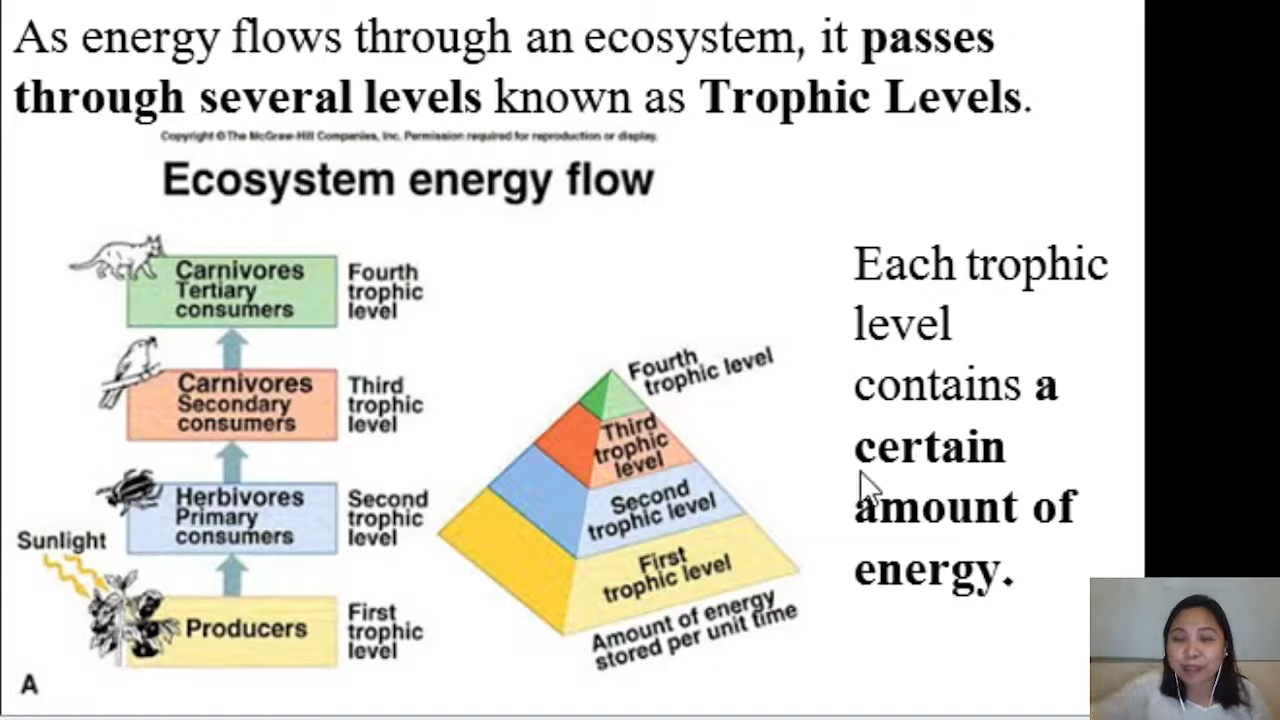 As energy flows through an ecosystem, it passes
through several levels known as Trophic Levels.
Copyright © The McGraw-Hill Companies, Inc. Permission required for reproduction or display.
Ecosystem energy flow
Carnivores
Tertiary
consumers
Fourth
trophic
level
Carnivores
Secondary
consumers
Third
trophic
level
Herbivores
Primary
consumers
Second
trophic
level
Sunlight
Producers
First
trophic
level
A
Fourth
trophic level
Third
trophic
level
Second
trophic level
First
trophic level
Amount of energy
stored per unit time
Each trophic
level
contains a
certain
amount of
energy.